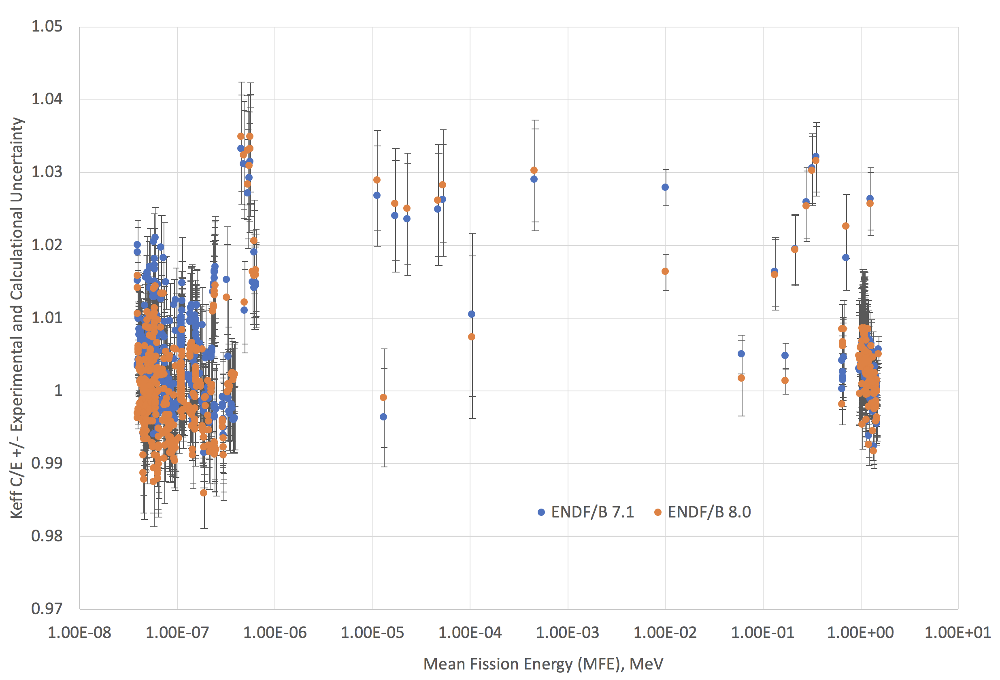 Keff C/E +/- Experimental and Calculational Uncertainty
1.05
1.04
1.03
1.02
1.01
1
0.99
0.98
0.97
ENDF/B 7.1
ENDF/B 8.0
1.00E-08
1.00E-07
1.00E-06
1.00E-05
1.00E-04
1.00E-03
1.00E-02
1.00E-01
1.00E+00
1.00E+01
Mean Fission Energy (MFE), MeV